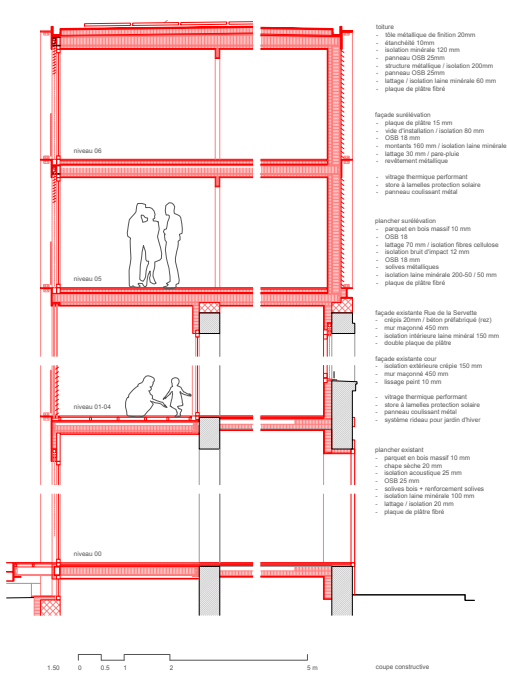 toiture
- tôle métallique de finition 20mm
- étanchéité 10mm
- isolation minérale 120 mm
- panneau OSB 25mm
- structure métallique / isolation 200mm
- panneau OSB 25mm
- lattage / isolation laine minérale 60 mm
- plaque de plâtre fibré
façade surélévation
- plaque de plâtre 15 mm
- vide d'installation / isolation 80 mm
- OSB 18 mm
- montants 160 mm / isolation laine minérale
- lattage 30 mm / pare-pluie
- revêtement métallique
- vitrage thermique performant
- store à lamelles protection solaire
- panneau coulissant métal
niveau 06
plancher surélévation
- parquet en bois massif 10 mm
- OSB 18
- lattage 70 mm / isolation fibres cellulose
- isolation bruit d'impact 12 mm
- OSB 18 mm
- solives métalliques
- isolation laine minérale 200-50 / 50 mm
- plaque de plâtre fibré
niveau 05
façade existante Rue de la Servette
- crépis 20mm / béton préfabriqué (rez)
- mur maçonné 450 mm
- isolation intérieure laine minéral 150 mm
- double plaque de plâtre
façade existante cour
- isolation extérieure crépie 150 mm
- mur maçonné 450 mm
- lissage peint 10 mm
- vitrage thermique performant
- store à lamelles protection solaire
- panneau coulissant métal
- système rideau pour jardin d'hiver
niveau 01-04
plancher existant
- parquet en bois massif 10 mm
- chape sèche 20 mm
- isolation acoustique 25 mm
- OSB 25 mm
- solives bois + renforcement solives
- isolation laine minérale 100 mm
- lattage / isolation 20 mm
- plaque de plâtre fibré
niveau 00
1.50 0 0.5 1 2 5 m
coupe constructive